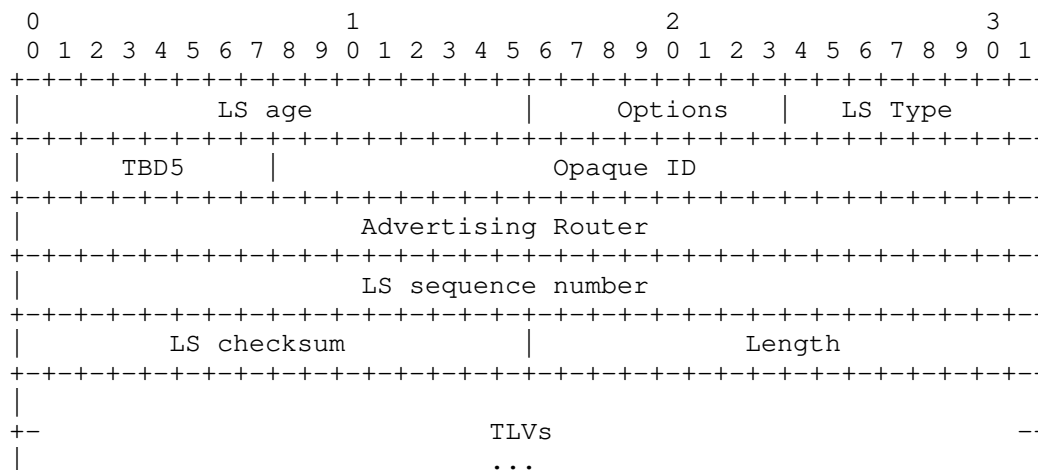 0                   1                   2                   3
 0 1 2 3 4 5 6 7 8 9 0 1 2 3 4 5 6 7 8 9 0 1 2 3 4 5 6 7 8 9 0 1
+-+-+-+-+-+-+-+-+-+-+-+-+-+-+-+-+-+-+-+-+-+-+-+-+-+-+-+-+-+-+-+-
|            LS age             |      Options  |   LS Type
+-+-+-+-+-+-+-+-+-+-+-+-+-+-+-+-+-+-+-+-+-+-+-+-+-+-+-+-+-+-+-+-
|      TBD5     |                 Opaque ID
+-+-+-+-+-+-+-+-+-+-+-+-+-+-+-+-+-+-+-+-+-+-+-+-+-+-+-+-+-+-+-+-
|                     Advertising Router
+-+-+-+-+-+-+-+-+-+-+-+-+-+-+-+-+-+-+-+-+-+-+-+-+-+-+-+-+-+-+-+-
|                     LS sequence number
+-+-+-+-+-+-+-+-+-+-+-+-+-+-+-+-+-+-+-+-+-+-+-+-+-+-+-+-+-+-+-+-
|         LS checksum           |             Length
+-+-+-+-+-+-+-+-+-+-+-+-+-+-+-+-+-+-+-+-+-+-+-+-+-+-+-+-+-+-+-+-
|
+-                            TLVs                             -
|                             ...